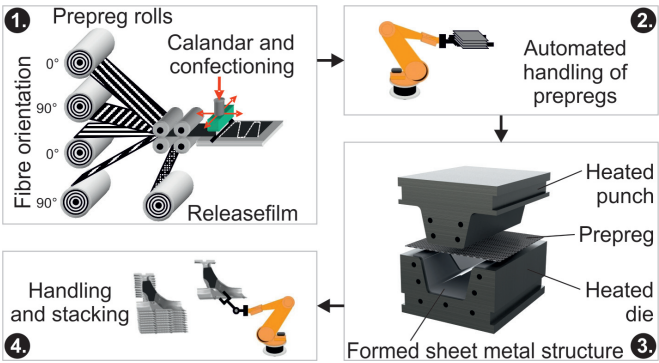 1.
Prepreg rolls
Calandar and
confectioning
Fibre orientation
0°
90°
0°
90°
Releasefilm
2.
Automated
handling of
prepregs
3.
Heated
punch
Prepreg
Heated
die
Formed sheet metal structure
4.
Handling
and stacking